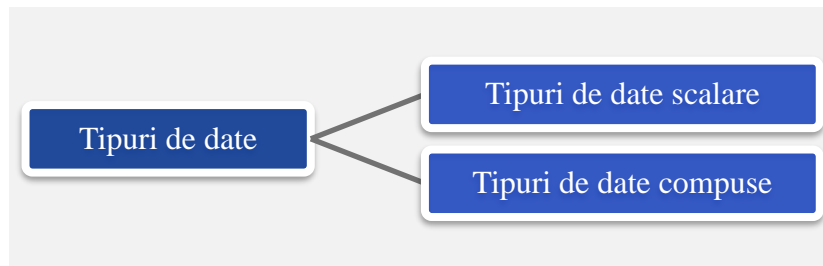 Tipuri de date
Tipuri de date scalare
Tipuri de date compuse